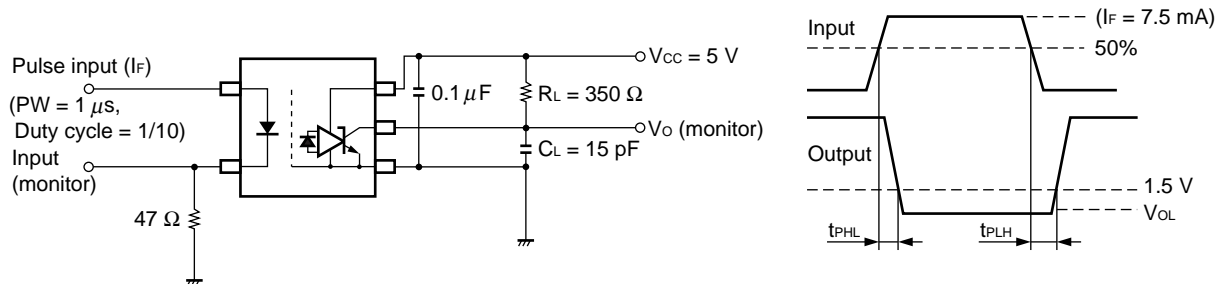 Pulse input (IF)
(PW = 1 μs,
Duty cycle = 1/10)
Input
(monitor)
47 Ω
0.1 μF
VCC = 5 V
RL = 350 Ω
VO (monitor)
CL = 15 pF
Input
(IF = 7.5 mA)
50%
Output
1.5 V
VOL
tPHL
tPLH